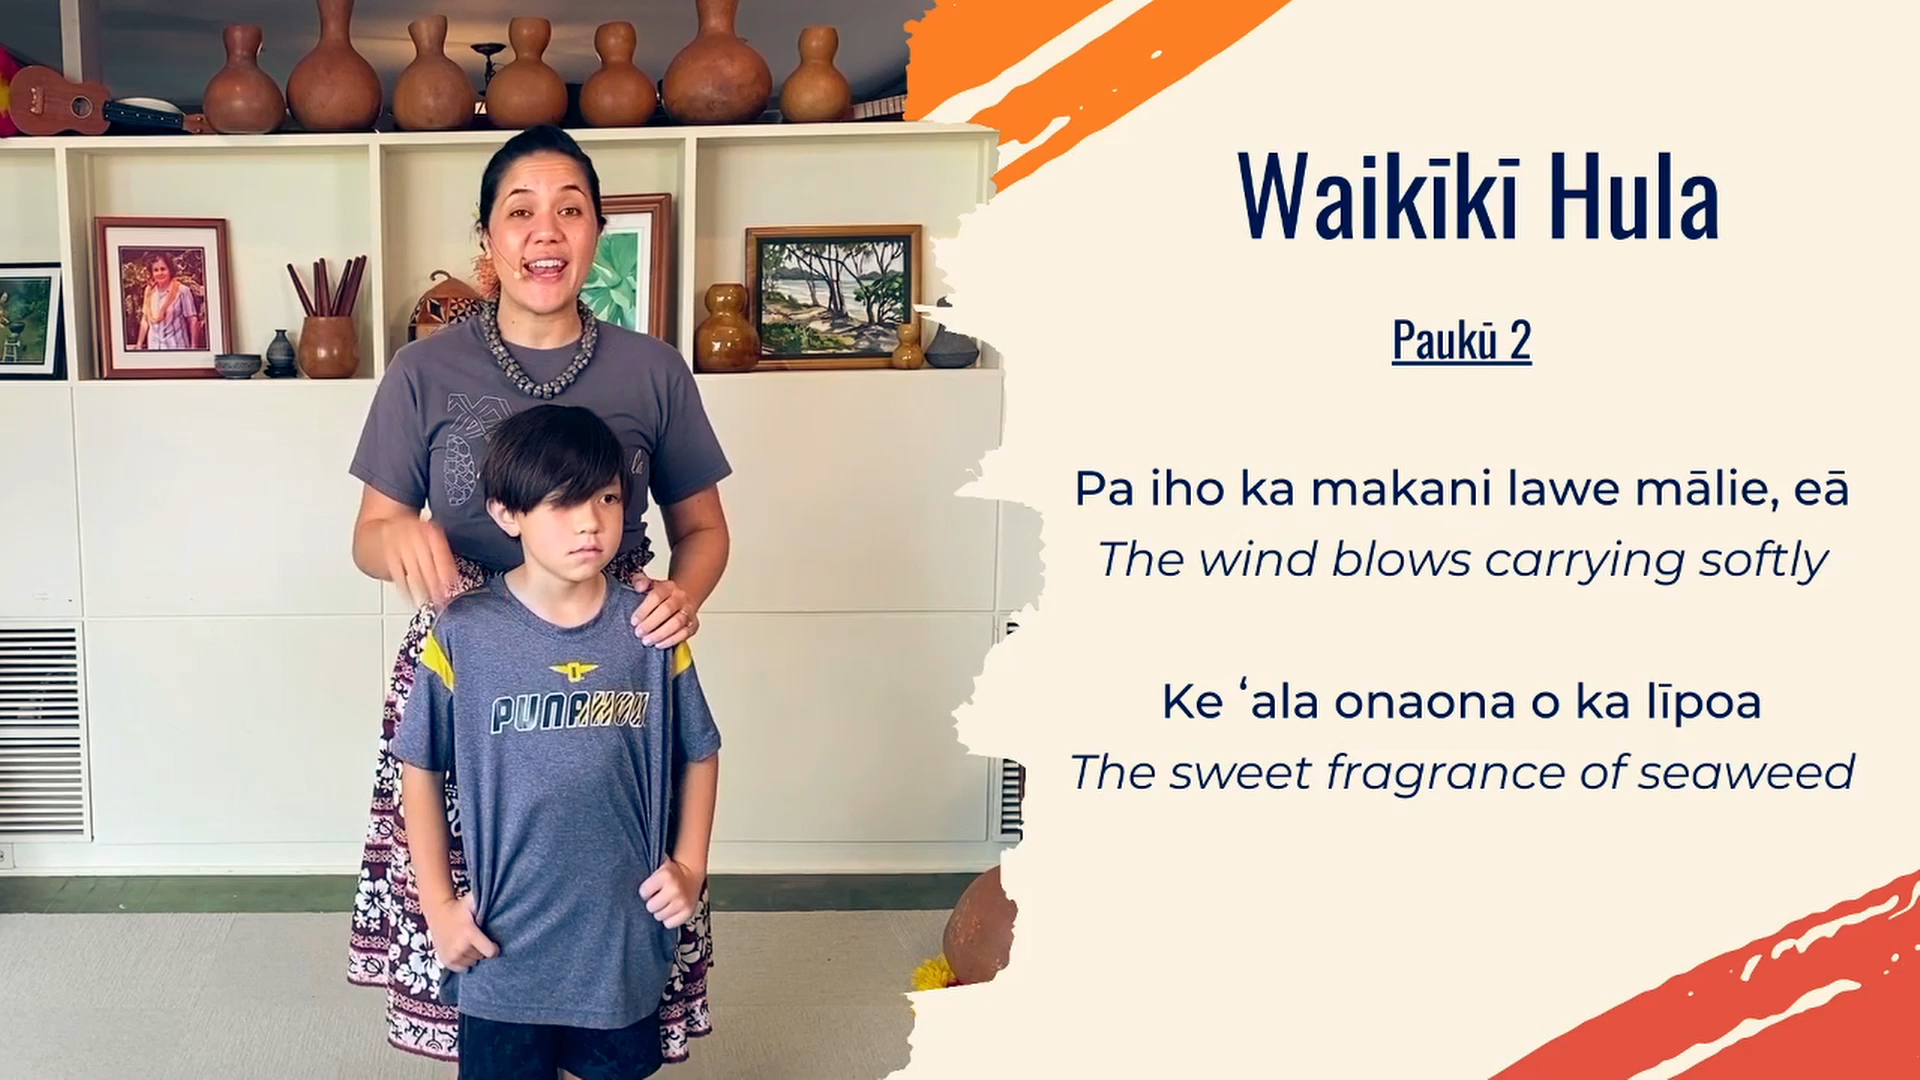 Waikīkī Hula
Paukū 2
Pa iho ka makani lawe mālie, eā
The wind blows carrying softly
Ke ʻala onaona o ka līpoa
The sweet fragrance of seaweed
PUNAHOU